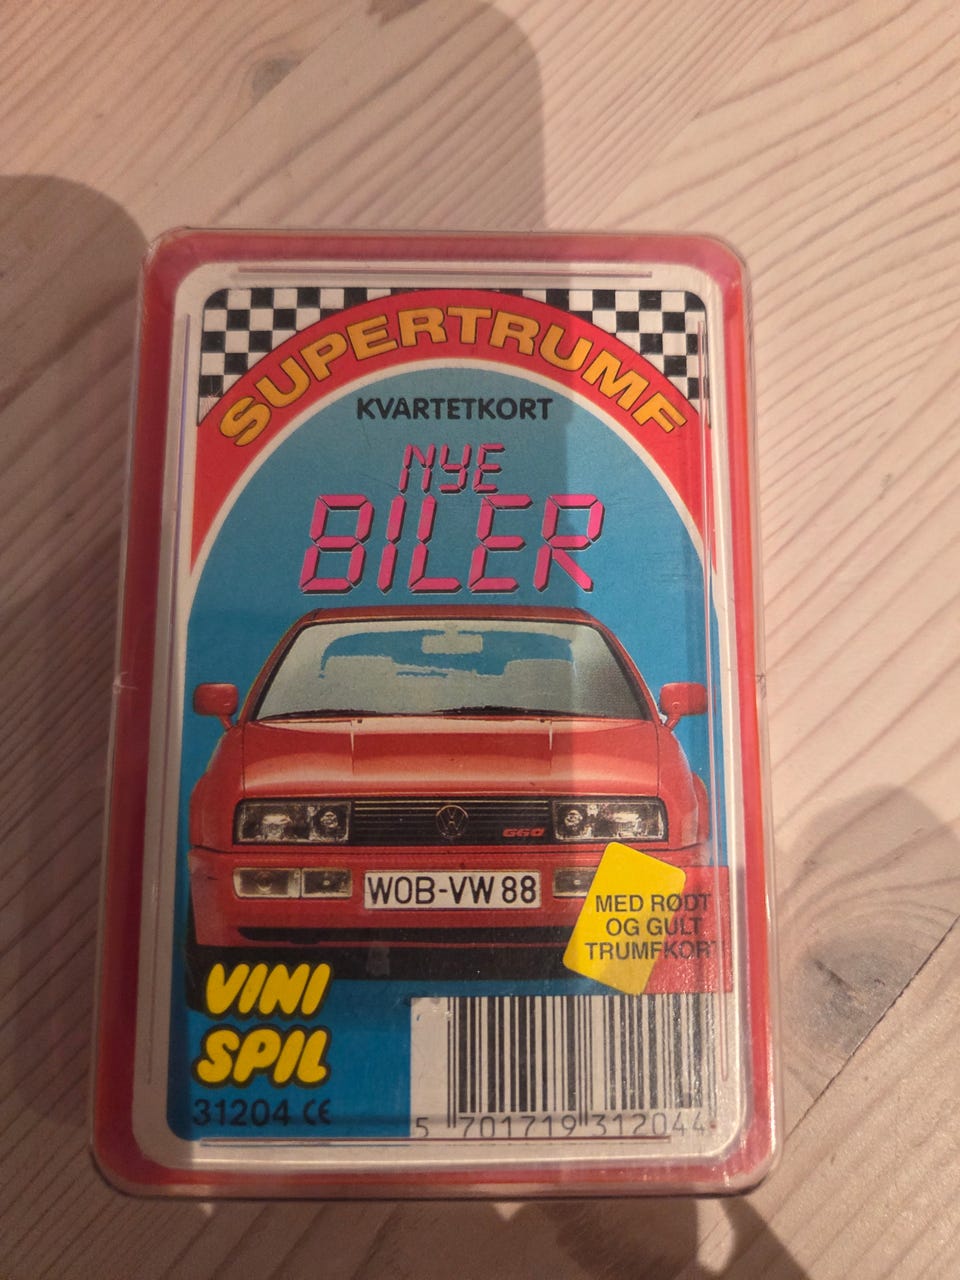 SUPERTRUMF
KVARTETKORT
NYE
BILER
G60
WOB-VW 88
MED RØDT
OG GULT
TRUMFKORT
VINI
SPIL
31204 CE
5 701719 312044